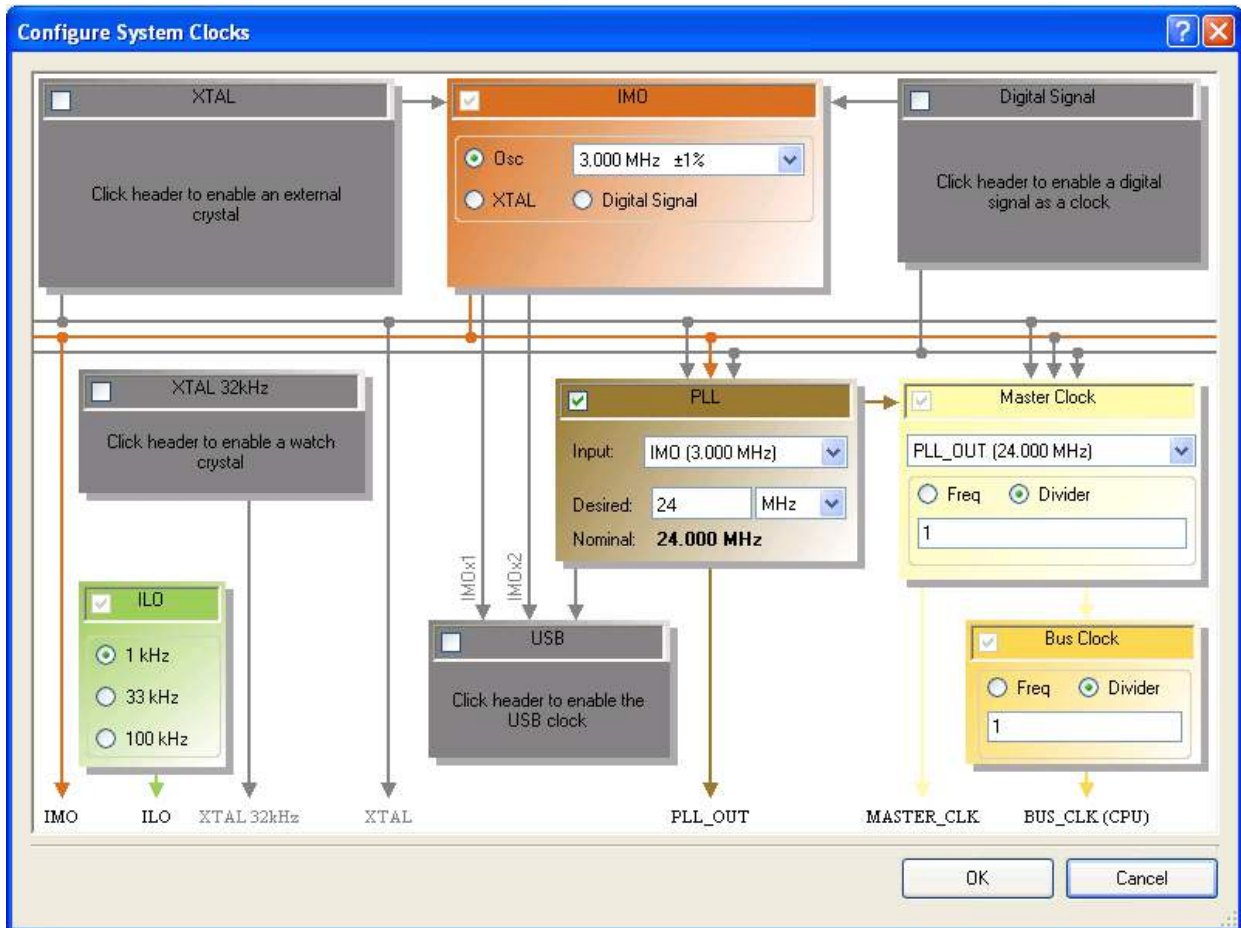 Configure System Clocks
XTAL
Click header to enable an external
crystal
IMO
Osc
3.000 MHz ±1%
XTAL
Digital Signal
Digital Signal
Click header to enable a digital
signal as a clock
XTAL 32kHz
Click header to enable a watch
crystal
PLL
Input:
IMO (3.000 MHz)
Desired:
24
MHz
Nominal:
24.000 MHz
Master Clock
PLL_OUT (24.000 MHz)
Freq
Divider
1
IMOx1
IMOx2
ILO
1 kHz
33 kHz
100 kHz
USB
Click header to enable the
USB clock
Bus Clock
Freq
Divider
1
IMO
ILO
XTAL 32kHz
XTAL
PLL_OUT
MASTER_CLK
BUS_CLK (CPU)
OK
Cancel